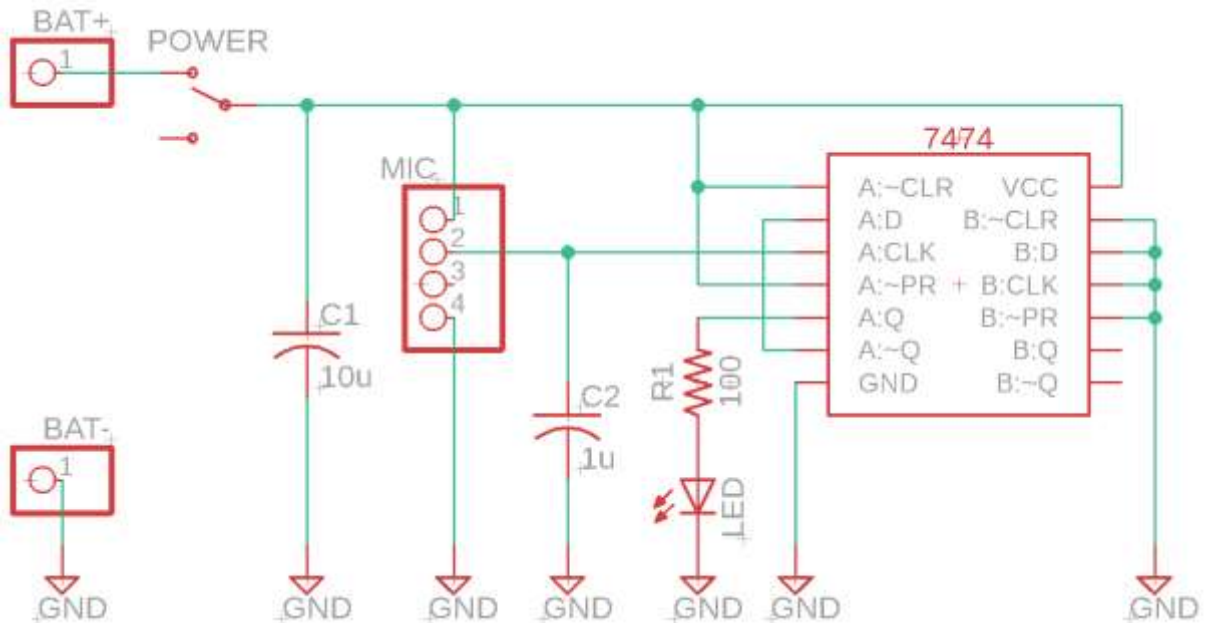 BAT+
1
POWER
7474
MIC
1
2
3
4
A:~CLR VCC
A:D B:~CLR
A:CLK B:D
A:~PR B:CLK
A:Q B:~PR
A:~Q B:Q
GND B:~Q
C1
10u
R1
100
C2
1u
LED
BAT-
1
GND
GND
GND
GND
GND
GND
GND